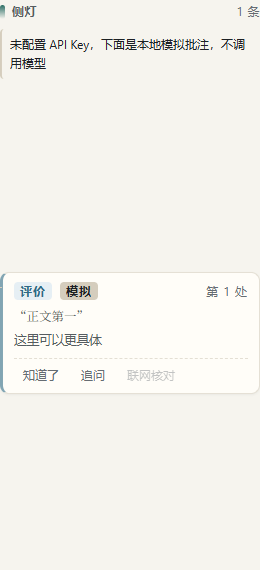 侧灯 1 条
未配置 API Key，下面是本地模拟批注，不调
用模型
评价 模拟 第 1 处
“正文第一”
这里可以更具体
知道了 追问 联网核对